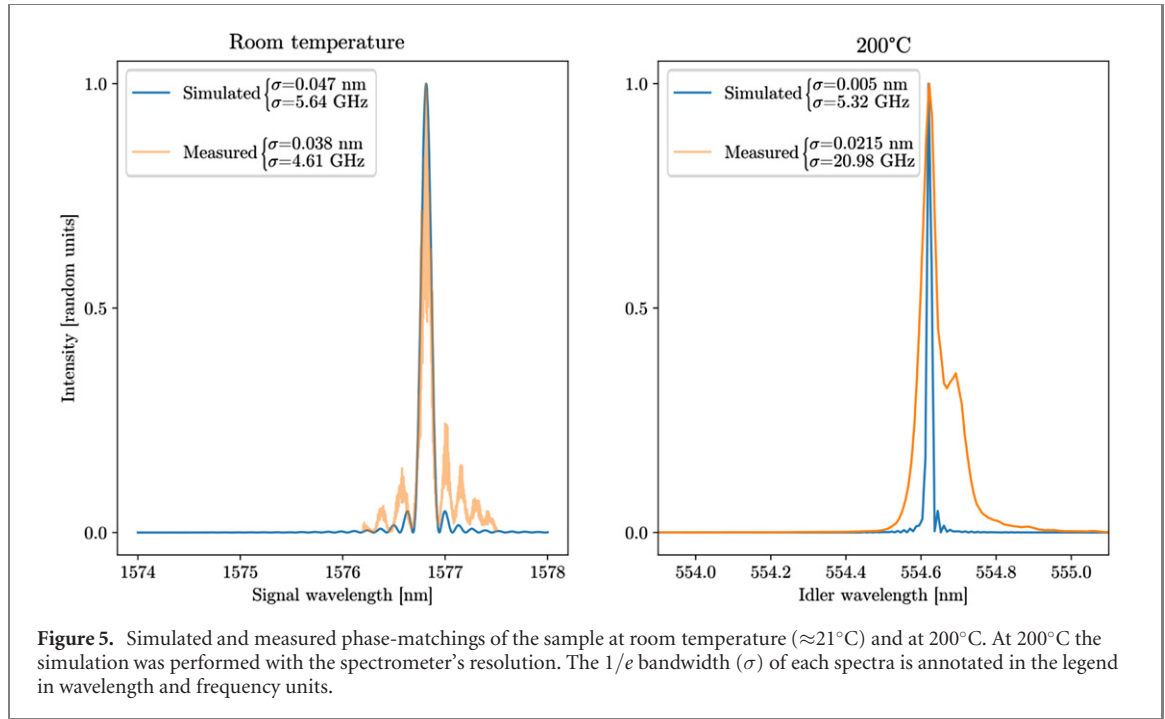 Room temperature
1.0
0.5
0.0
Intensity [random units]
Simulated {σ=0.047 nm
σ=5.64 GHz
Measured {σ=0.038 nm
σ=4.61 GHz
1574 1575 1576 1577 1578
Signal wavelength [nm]
200°C
1.0
0.5
0.0
Simulated {σ=0.005 nm
σ=5.32 GHz
Measured {σ=0.0215 nm
σ=20.98 GHz
554.0 554.2 554.4 554.6 554.8 555.0
Idler wavelength [nm]
Figure 5. Simulated and measured phase-matchings of the sample at room temperature (≈21°C) and at 200°C. At 200°C the
simulation was performed with the spectrometer's resolution. The 1/e bandwidth (σ) of each spectra is annotated in the legend
in wavelength and frequency units.